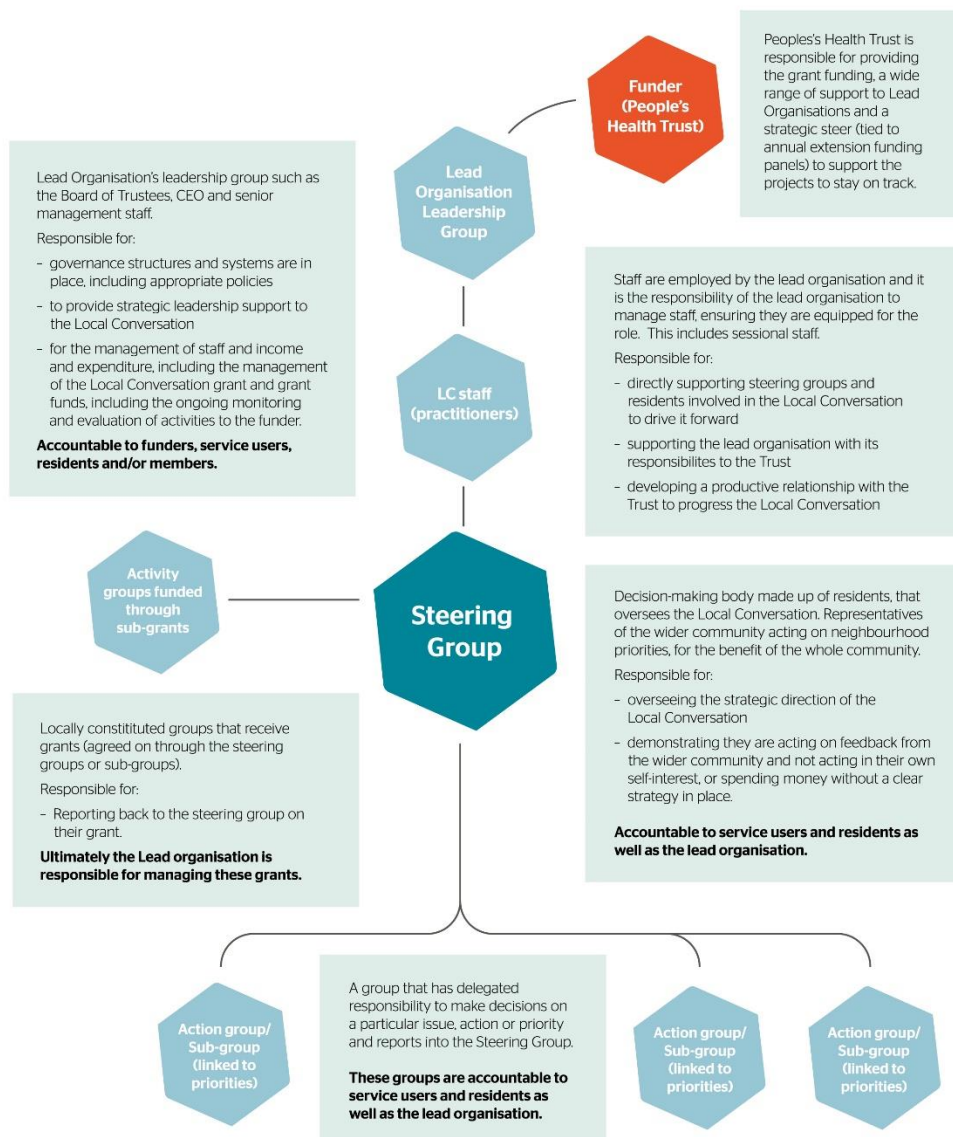 Funder
(People's
Health Trust)
Peoples's Health Trust is
responsible for providing
the grant funding, a wide
range of support to Lead
Organisations and a
strategic steer (tied to
annual extension funding
panels) to support the
projects to stay on track.
Lead
Organisation
Leadership
Group
Lead Organisation's leadership group such as
the Board of Trustees, CEO and senior
management staff.
Responsible for:
– governance structures and systems are in
place, including appropriate policies
– to provide strategic leadership support to
the Local Conversation
– for the management of staff and income
and expenditure, including the management
of the Local Conversation grant and grant
funds, including the ongoing monitoring
and evaluation of activities to the funder.
Accountable to funders, service users,
residents and/or members.
LC staff
(practitioners)
Staff are employed by the lead organisation and it
is the responsibility of the lead organisation to
manage staff, ensuring they are equipped for the
role. This includes sessional staff.
Responsible for:
– directly supporting steering groups and
residents involved in the Local Conversation
to drive it forward
– supporting the lead organisation with its
responsibilites to the Trust
– developing a productive relationship with the
Trust to progress the Local Conversation
Activity
groups funded
through
sub-grants
Steering
Group
Decision-making body made up of residents, that
oversees the Local Conversation. Representatives
of the wider community acting on neighbourhood
priorities, for the benefit of the whole community.
Responsible for:
– overseeing the strategic direction of the
Local Conversation
– demonstrating they are acting on feedback from
the wider community and not acting in their own
self-interest, or spending money without a clear
strategy in place.
Accountable to service users and residents as
well as the lead organisation.
Locally constitituted groups that receive
grants (agreed on through the steering
groups or sub-groups).
Responsible for:
– Reporting back to the steering group on
their grant.
Ultimately the Lead organisation is
responsible for managing these grants.
Action group/
Sub-group
(linked to
priorities)
A group that has delegated
responsibility to make decisions on
a particular issue, action or priority
and reports into the Steering Group.
These groups are accountable to
service users and residents as
well as the lead organisation.
Action group/
Sub-group
(linked to
priorities)
Action group/
Sub-group
(linked to
priorities)